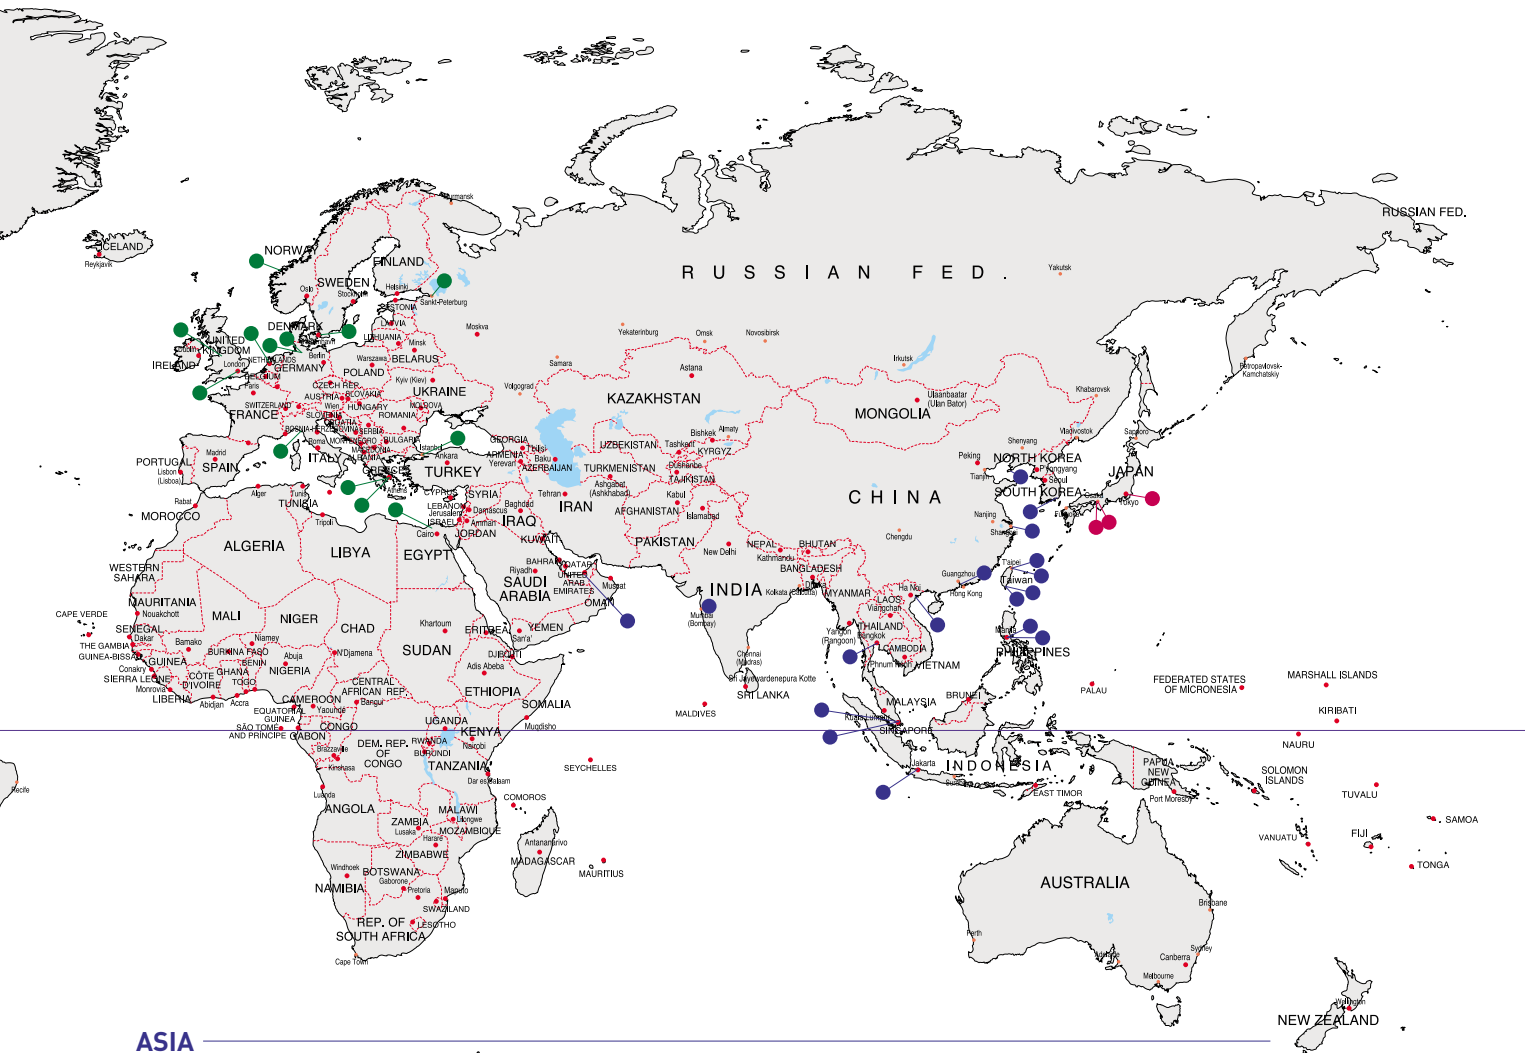 RUSSIAN FED.
Murmansk
ICELAND
Reykjavik
NORWAY
FINLAND
SWEDEN
Oslo
Stockholm
Helsinki
Sankt-Peterburg
ESTONIA
LATVIA
LITHUANIA
DENMARK
UNITED
KINGDOM
Dublin
IRELAND
London
NETHERLANDS
BELGIUM
Paris
Berlin
GERMANY
Warszawa
POLAND
Minsk
BELARUS
Moskva
RUSSIAN FED.
Yakutsk
Yekaterinburg
Omsk
Novosibirsk
Samara
Irkutsk
Petropavlovsk-
Kamchatskiy
Khabarovsk
Volgograd
Astana
KAZAKHSTAN
Ulaanbaatar
(Ulan Bator)
MONGOLIA
Kyiv (Kiev)
UKRAINE
CZECH REP.
SLOVAKIA
AUSTRIA
Wien
HUNGARY
MOLDOVA
ROMANIA
SWITZERLAND
FRANCE
SLOVENIA
CROATIA
BOSNIA-HERZEGOVINA
SERBIA
MONTENEGRO
BULGARIA
MACEDONIA
ALBANIA
Roma
ITALY
GREECE
Athens
Istanbul
Ankara
TURKEY
PORTUGAL
Lisbon
(Lisboa)
Madrid
SPAIN
GEORGIA
Tbilisi
ARMENIA
Yerevan
Baku
AZERBAIJAN
UZBEKISTAN
Tashkent
Bishkek
Almety
KYRGYZ
TURKMENISTAN
Ashgabat
(Ashkhabad)
Dushanbe
TAJIKISTAN
Vladivostok
Sapporo
Shenyang
Peking
Tianjin
NORTH KOREA
Pyongyang
Seoul
SOUTH KOREA
JAPAN
Osaka
Tokyo
Fukuoka
CHINA
Nanjing
Shanghai
Chengdu
Guangzhou
Hong Kong
Taipei
Taiwan
Rabat
MOROCCO
Alger
Tunis
TUNISIA
Tripoli
ALGERIA
LIBYA
Cairo
EGYPT
CYPRUS
SYRIA
LEBANON
Damascus
Jerusalem
ISRAEL
Amman
JORDAN
Baghdad
IRAQ
Tehran
IRAN
KUWAIT
BAHRAIN
QATAR
Riyadh
SAUDI
ARABIA
UNITED
ARAB
EMIRATES
Musqat
OMAN
YEMEN
San'a'
Kabul
AFGHANISTAN
Islamabad
PAKISTAN
New Delhi
NEPAL
Kathmandu
BHUTAN
BANGLADESH
Dhaka
INDIA
Kolkata (Calcutta)
Mumbai
(Bombay)
Chennai
(Madras)
Sri Jayewardenepura Kotte
SRI LANKA
MALDIVES
MYANMAR
Yangon
(Rangoon)
Ha Noi
LAOS
Viangchan
THAILAND
Bangkok
CAMBODIA
Phnum Penh
VIETNAM
Manila
PHILIPPINES
BRUNEI
MALAYSIA
Kuala Lumpur
SINGAPORE
INDONESIA
Jakarta
EAST TIMOR
PAPUA
NEW
GUINEA
Port Moresby
PALAU
FEDERATED STATES
OF MICRONESIA
MARSHALL ISLANDS
KIRIBATI
NAURU
SOLOMON
ISLANDS
TUVALU
SAMOA
VANUATU
FIJI
TONGA
WESTERN
SAHARA
MAURITANIA
Nouakchott
CAPE VERDE
SENEGAL
Dakar
THE GAMBIA
GUINEA-BISSAU
GUINEA
Conakry
SIERRA LEONE
Monrovia
LIBERIA
MALI
Bamako
BURKINA FASO
CÔTE
D'IVOIRE
Abidjan
GHANA
Accra
TOGO
BENIN
NIGER
Niamey
NIGERIA
Abuja
CHAD
N'Djamena
Khartoum
SUDAN
ERITREA
DJIBOUTI
Adis Abeba
ETHIOPIA
SOMALIA
Muqdisho
CENTRAL
AFRICAN REP.
Bangui
CAMEROON
Yaoundé
EQUATORIAL
GUINEA
SÃO TOMÉ
AND PRINCIPE
GABON
CONGO
Brazzaville
Kinshasa
DEM. REP.
OF
CONGO
UGANDA
KENYA
Nairobi
RWANDA
BURUNDI
TANZANIA
Dar es Salaam
SEYCHELLES
COMOROS
Luanda
ANGOLA
ZAMBIA
Lusaka
MALAWI
Lilongwe
MOZAMBIQUE
Harare
ZIMBABWE
Antananarivo
MADAGASCAR
MAURITIUS
Windhoek
NAMIBIA
BOTSWANA
Gaborone
Pretoria
Maputo
SWAZILAND
LESOTHO
REP. OF
SOUTH AFRICA
Cape Town
Recife
AUSTRALIA
Brisbane
Perth
Adelaide
Sydney
Canberra
Melbourne
Wellington
NEW ZEALAND
ASIA